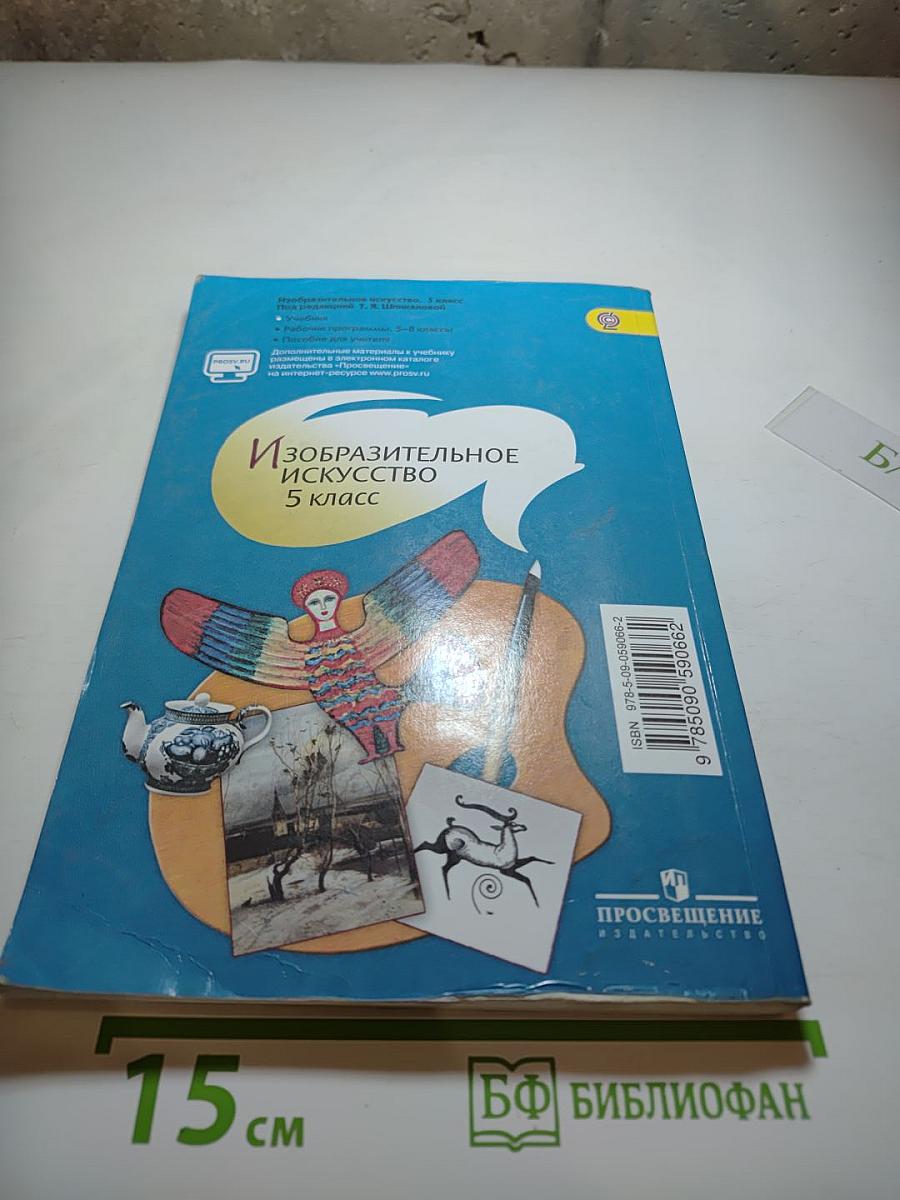 Изобразительное искусство, 5 класс
Под редакцией Т. Я. Шпикаловой
• Учебник
• Рабочие программы, 5–8 классы
• Пособие для учителя
PROSV.RU
Дополнительные материалы к учебнику
размещены в электронном каталоге
издательства «Просвещение»
на интернет-ресурсе www.prosv.ru
ИЗОБРАЗИТЕЛЬНОЕ
ИСКУССТВО
5 класс
ISBN 978-5-09-059066-2
9 785090 590662
ПРОСВЕЩЕНИЕ
ИЗДАТЕЛЬСТВО
15 см
БФ БИБЛИОФАН